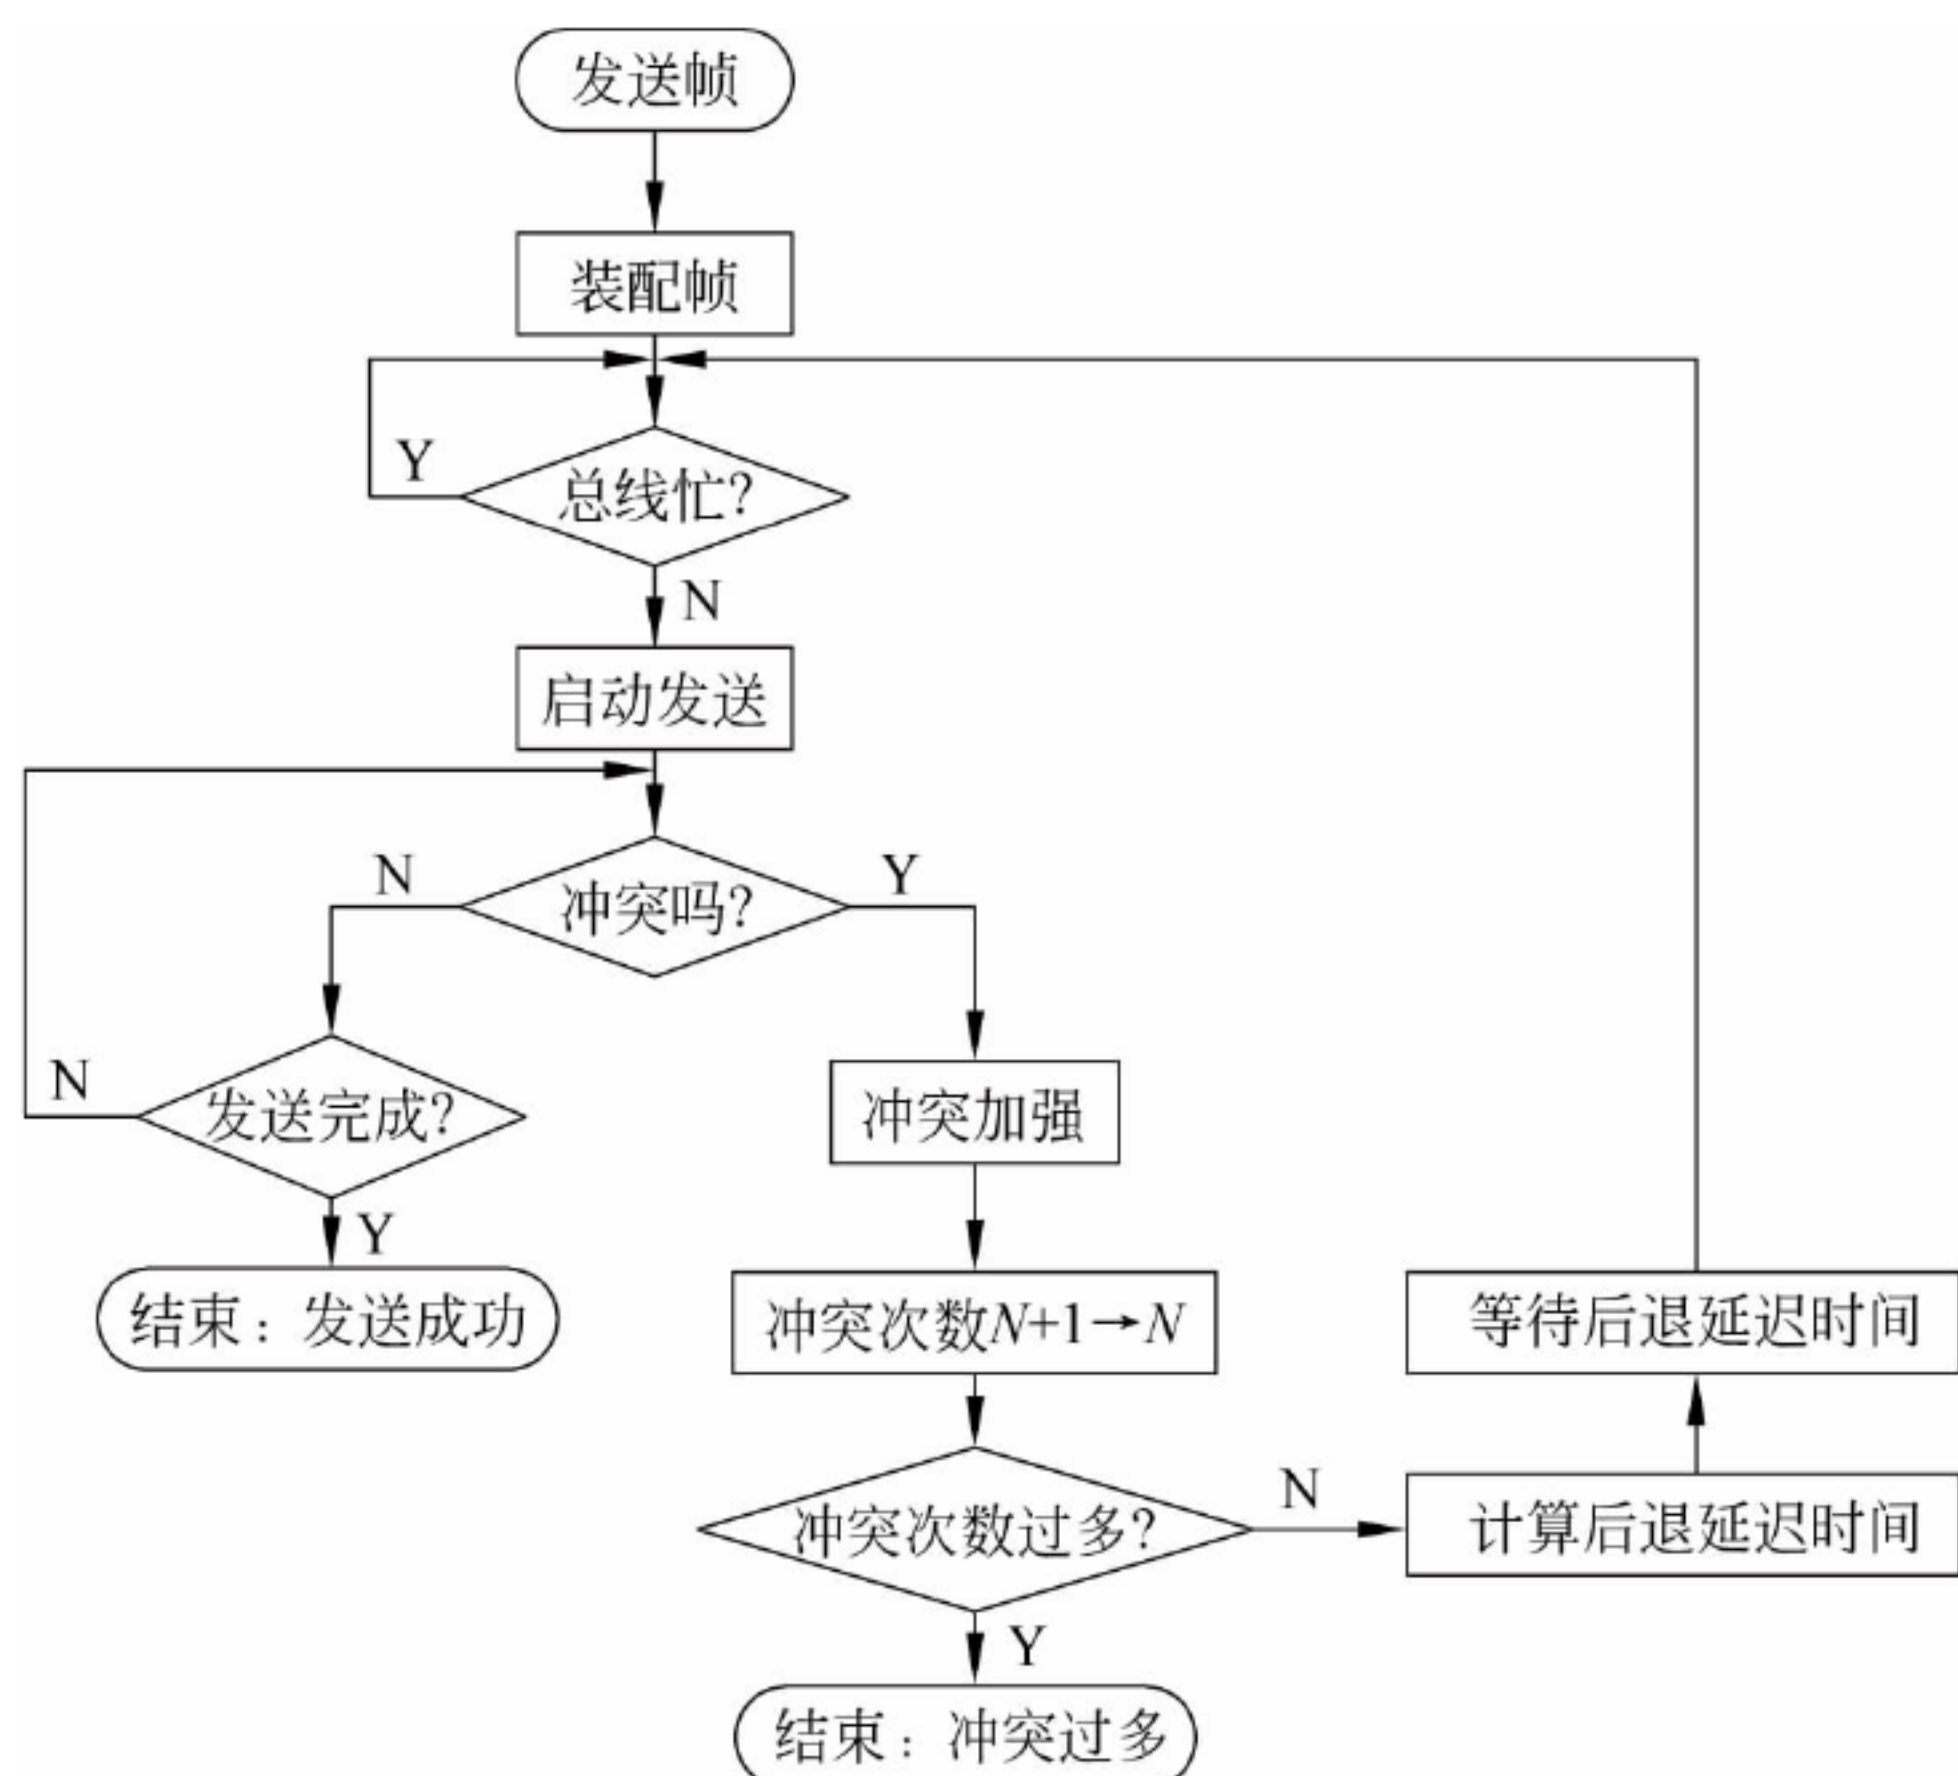 发送帧
装配帧
Y
总线忙?
N
启动发送
N
冲突吗?
Y
N
发送完成?
冲突加强
Y
结束：发送成功
冲突次数N+1→N
等待后退延迟时间
冲突次数过多?
N
计算后退延迟时间
Y
结束：冲突过多